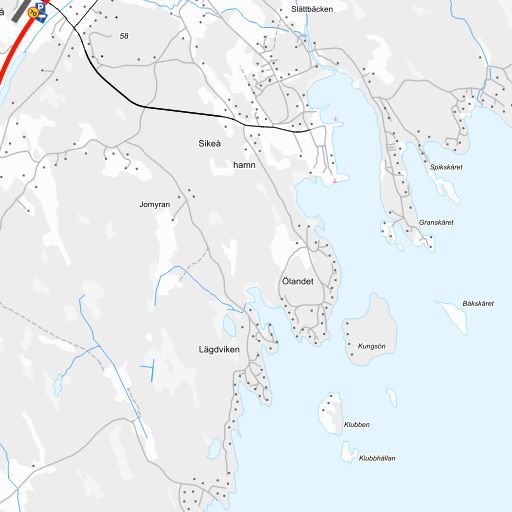 å
P
Slättbäcken
58
Sikeå
hamn
Spikskäret
Jomyran
Granskäret
Ölandet
Båkskäret
Kungsön
Lägdviken
Klubben
Klubbhällan